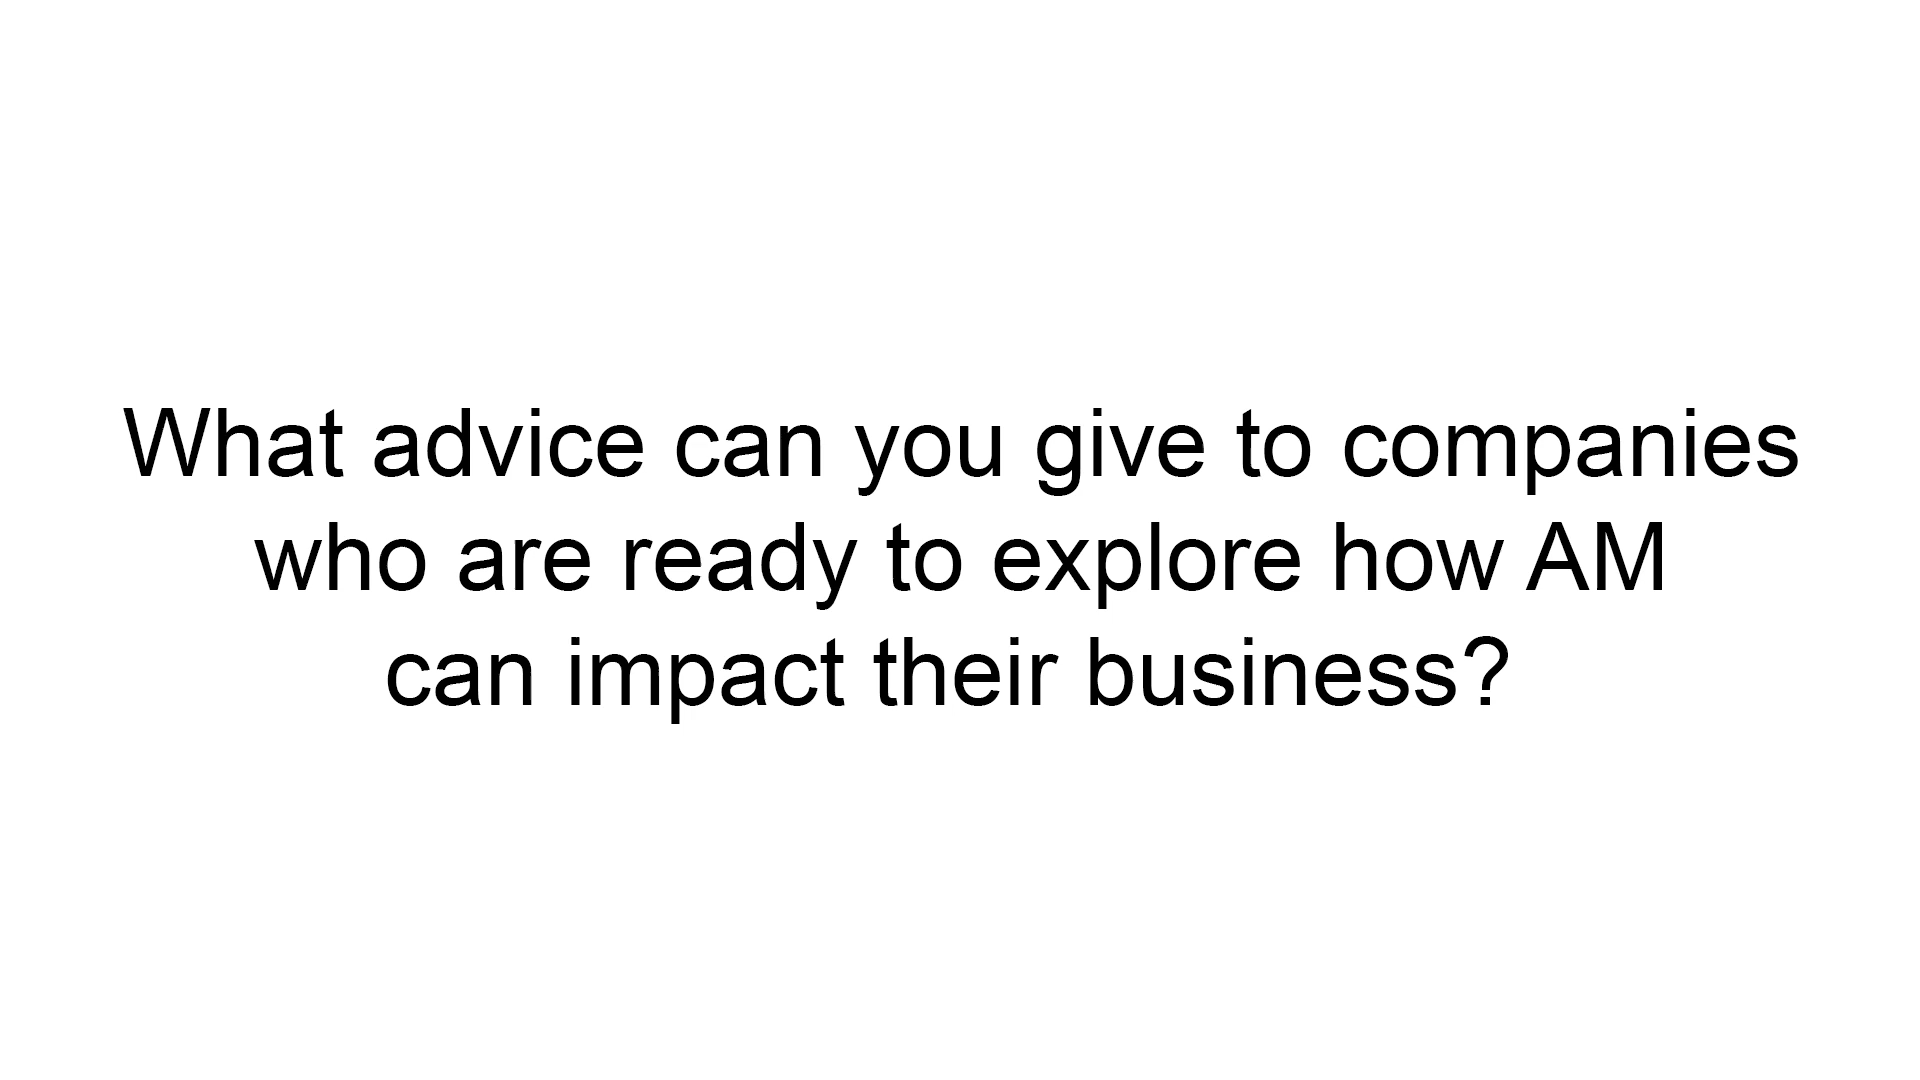 What advice can you give to companies
who are ready to explore how AM
can impact their business?